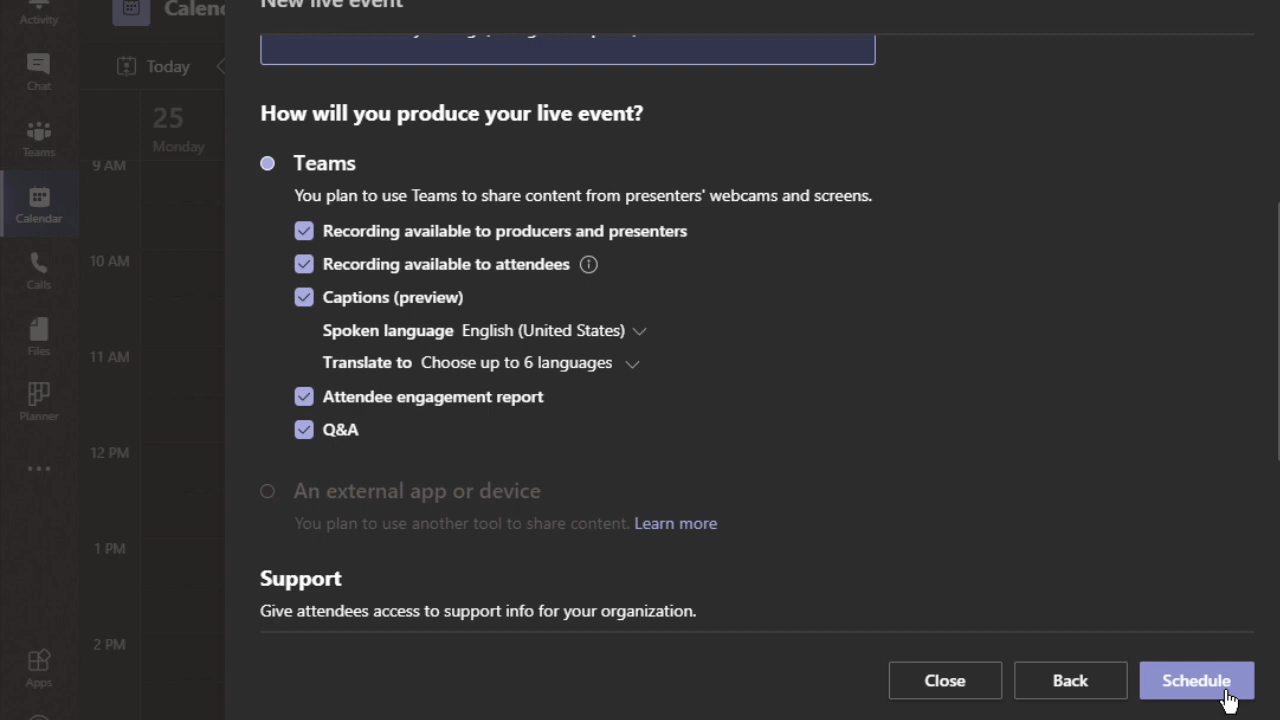 New live event
Activity
Calend
Chat
Today
How will you produce your live event?
25
Monday
Teams
9 AM
Teams
You plan to use Teams to share content from presenters' webcams and screens.
Calendar
Recording available to producers and presenters
10 AM
Recording available to attendees
Calls
Captions (preview)
Spoken language English (United States)
Files
11 AM
Translate to Choose up to 6 languages
Planner
Attendee engagement report
Q&A
12 PM
An external app or device
You plan to use another tool to share content. Learn more
1 PM
Support
Give attendees access to support info for your organization.
2 PM
Apps
Close
Back
Schedule